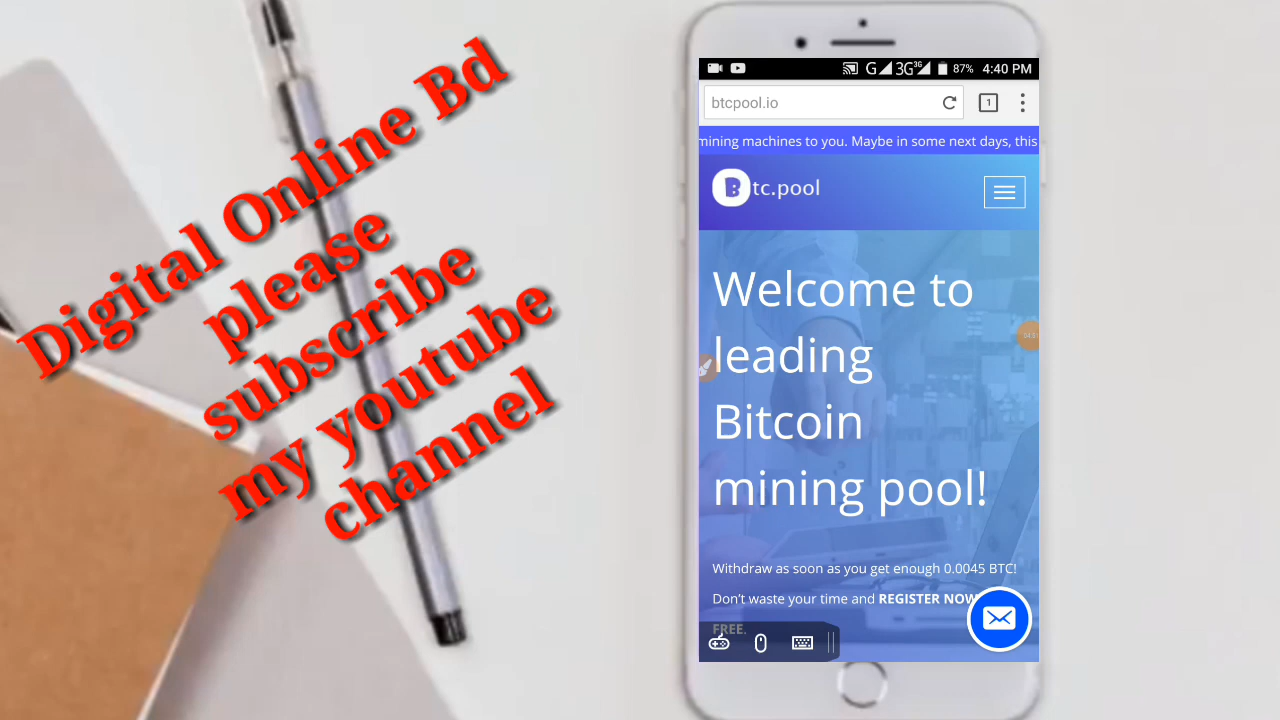 Digital Online Bd
please
subscribe
my youtube
channel
G 3G 3G 87% 4:40 PM
btcpool.io
1
mining machines to you. Maybe in some next days, this
Btc.pool
Welcome to
leading
Bitcoin
mining pool!
Withdraw as soon as you get enough 0.0045 BTC!
Don't waste your time and REGISTER NOW
FREE.